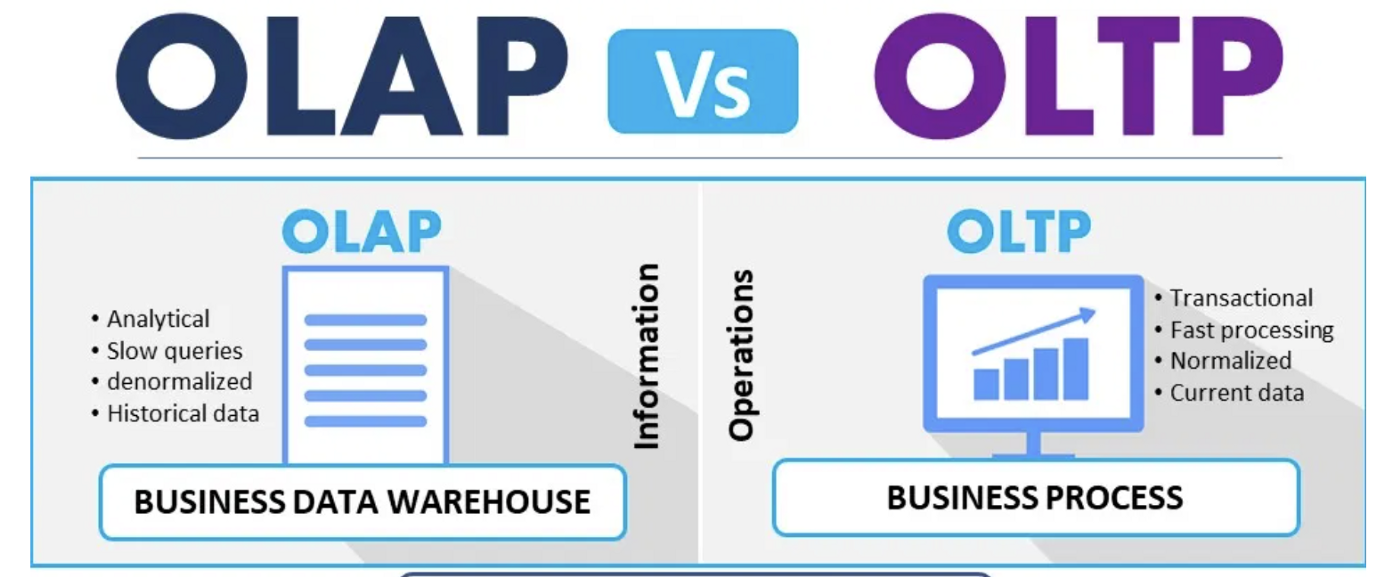 OLAP Vs OLTP
OLAP
• Analytical
• Slow queries
• denormalized
• Historical data
Information
BUSINESS DATA WAREHOUSE
OLTP
Operations
• Transactional
• Fast processing
• Normalized
• Current data
BUSINESS PROCESS